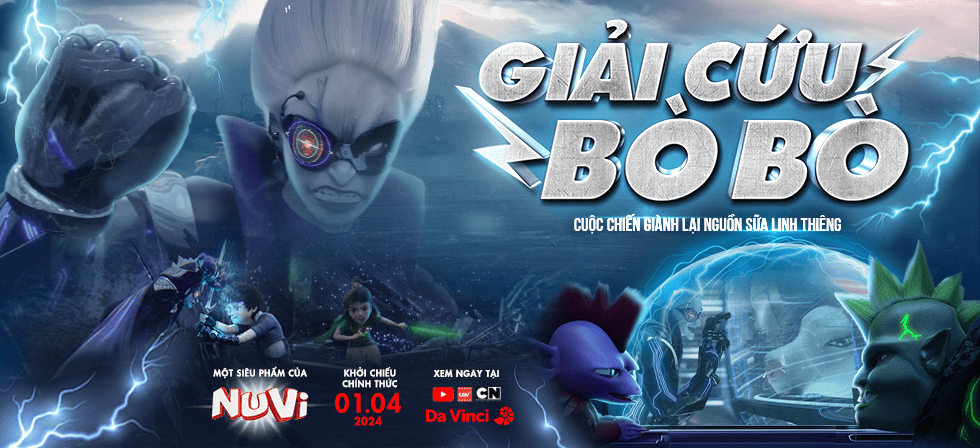 GIẢI CỨU
BÒ BÒ
CUỘC CHIẾN GIÀNH LẠI NGUỒN SỮA LINH THIÊNG
MỘT SIÊU PHẨM CỦA
NUVI
KHỞI CHIẾU
CHÍNH THỨC
01.04
2024
XEM NGAY TẠI
CN
Da Vinci